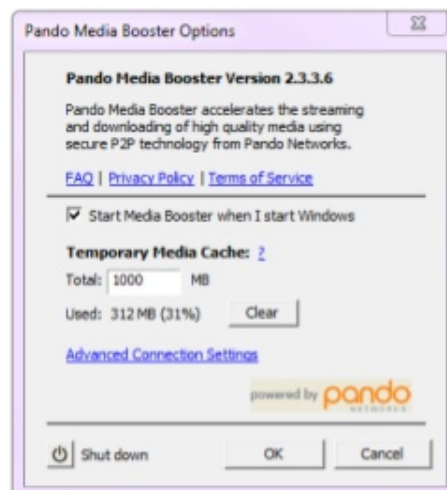 Pando Media Booster Options
Pando Media Booster Version 2.3.3.6
Pando Media Booster accelerates the streaming
and downloading of high quality media using
secure P2P technology from Pando Networks.
FAQ | Privacy Policy | Terms of Service
Start Media Booster when I start Windows
Temporary Media Cache: ?
Total: 1000 MB
Used: 312 MB (31%) Clear
Advanced Connection Settings
powered by pando
NETWORKS
Shut down OK Cancel